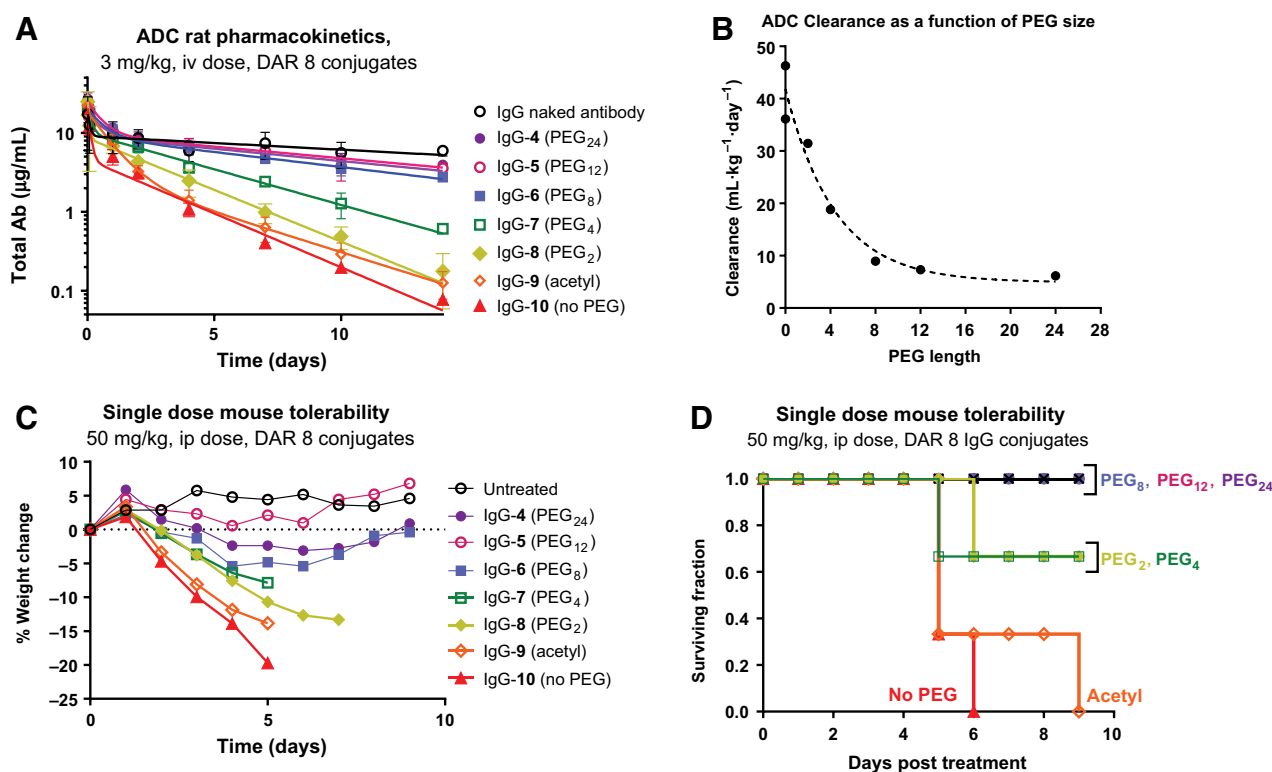 A
ADC rat pharmacokinetics,
3 mg/kg, iv dose, DAR 8 conjugates
Total Ab (μg/mL)
10
1
0.1
0
5
10
Time (days)
IgG naked antibody
IgG-4 (PEG₂₄)
IgG-5 (PEG₁₂)
IgG-6 (PEG₈)
IgG-7 (PEG₄)
IgG-8 (PEG₂)
IgG-9 (acetyl)
IgG-10 (no PEG)
B
ADC Clearance as a function of PEG size
Clearance (mL·kg⁻¹·day⁻¹)
50
40
30
20
10
0
0 4 8 12 16 20 24 28
PEG length
C
Single dose mouse tolerability
50 mg/kg, ip dose, DAR 8 conjugates
% Weight change
10
5
0
−5
−10
−15
−20
−25
0 5 10
Time (days)
Untreated
IgG-4 (PEG₂₄)
IgG-5 (PEG₁₂)
IgG-6 (PEG₈)
IgG-7 (PEG₄)
IgG-8 (PEG₂)
IgG-9 (acetyl)
IgG-10 (no PEG)
D
Single dose mouse tolerability
50 mg/kg, ip dose, DAR 8 IgG conjugates
Surviving fraction
1.0
0.8
0.6
0.4
0.2
0.0
0 2 4 6 8 10
Days post treatment
PEG₈, PEG₁₂, PEG₂₄
PEG₂, PEG₄
No PEG
Acetyl